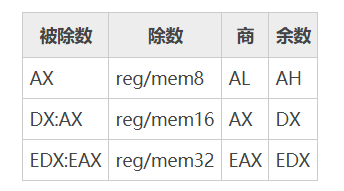 被除数 除数 商 余数
AX reg/mem8 AL AH
DX:AX reg/mem16 AX DX
EDX:EAX reg/mem32 EAX EDX